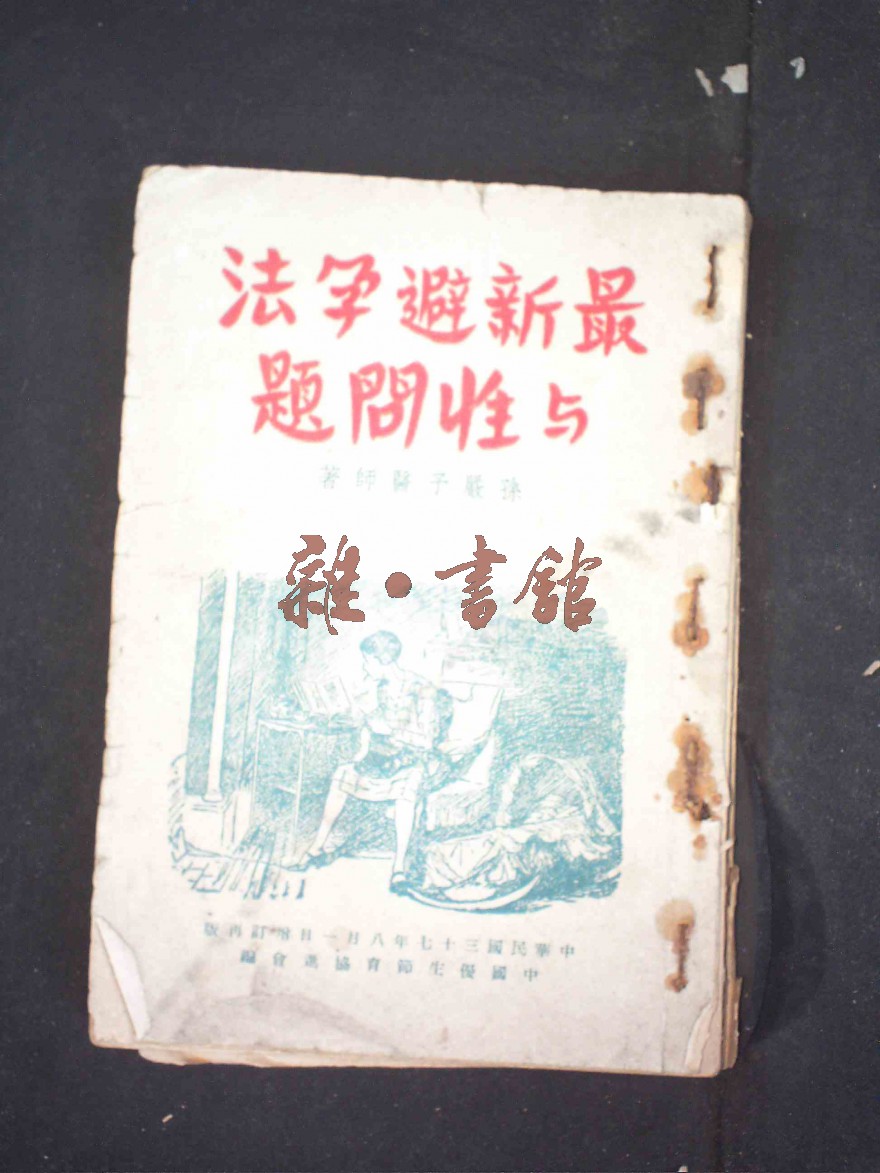 最新避孕法
与性問題
孫嚴子醫師著
雜·書館
中華民國三十七年八月一日增訂再版
中國優生節育協進會編